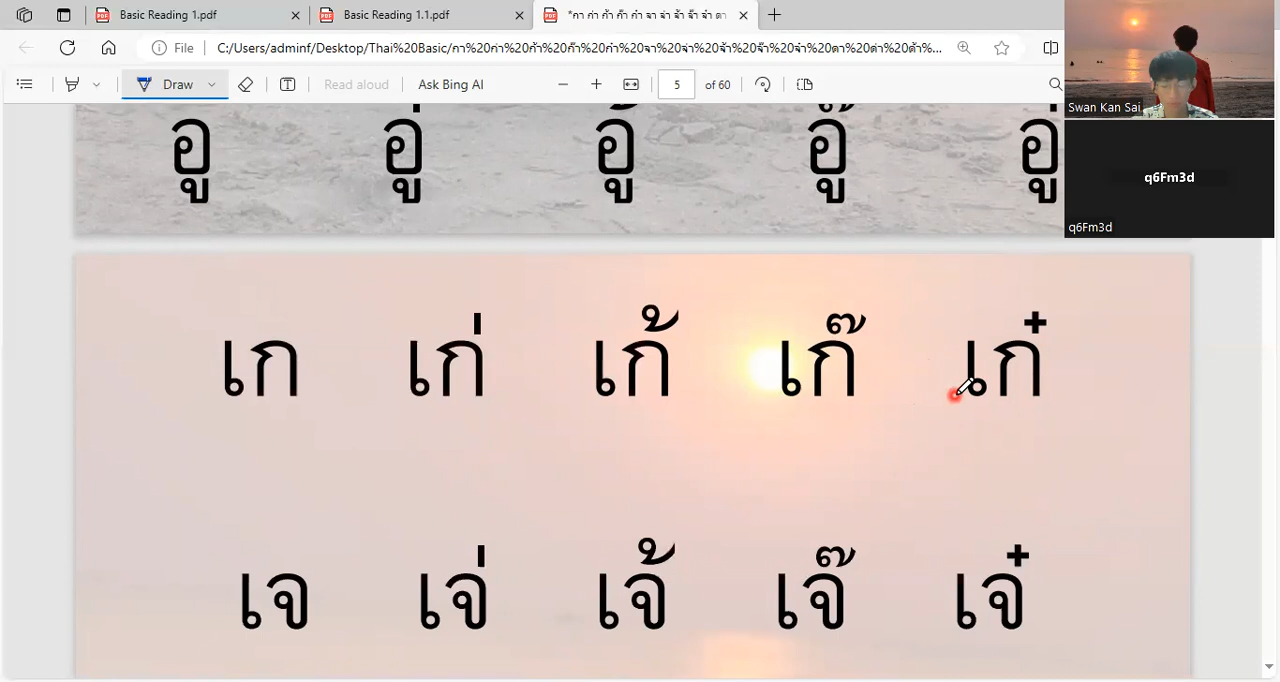 Basic Reading 1.pdf
Basic Reading 1.1.pdf
*กา ก่า ก้า ก๊า ก๋า จา จ่า จ้า จ๊า จ๋า ดา
File C:/Users/adminf/Desktop/Thai%20Basic/กา%20ก่า%20ก้า%20ก๊า%20ก๋า%20จา%20จ่า%20จ้า%20จ๊า%20จ๋า%20ดา%20ด่า%20ด้า%...
Draw Read aloud Ask Bing AI 5 of 60
Swan Kan Sai
q6Fm3d
q6Fm3d
อู อู่ อู้ อู๊ อู๋
เก เก่ เก้ เก๊ เก๋
เจ เจ่ เจ้ เจ๊ เจ๋